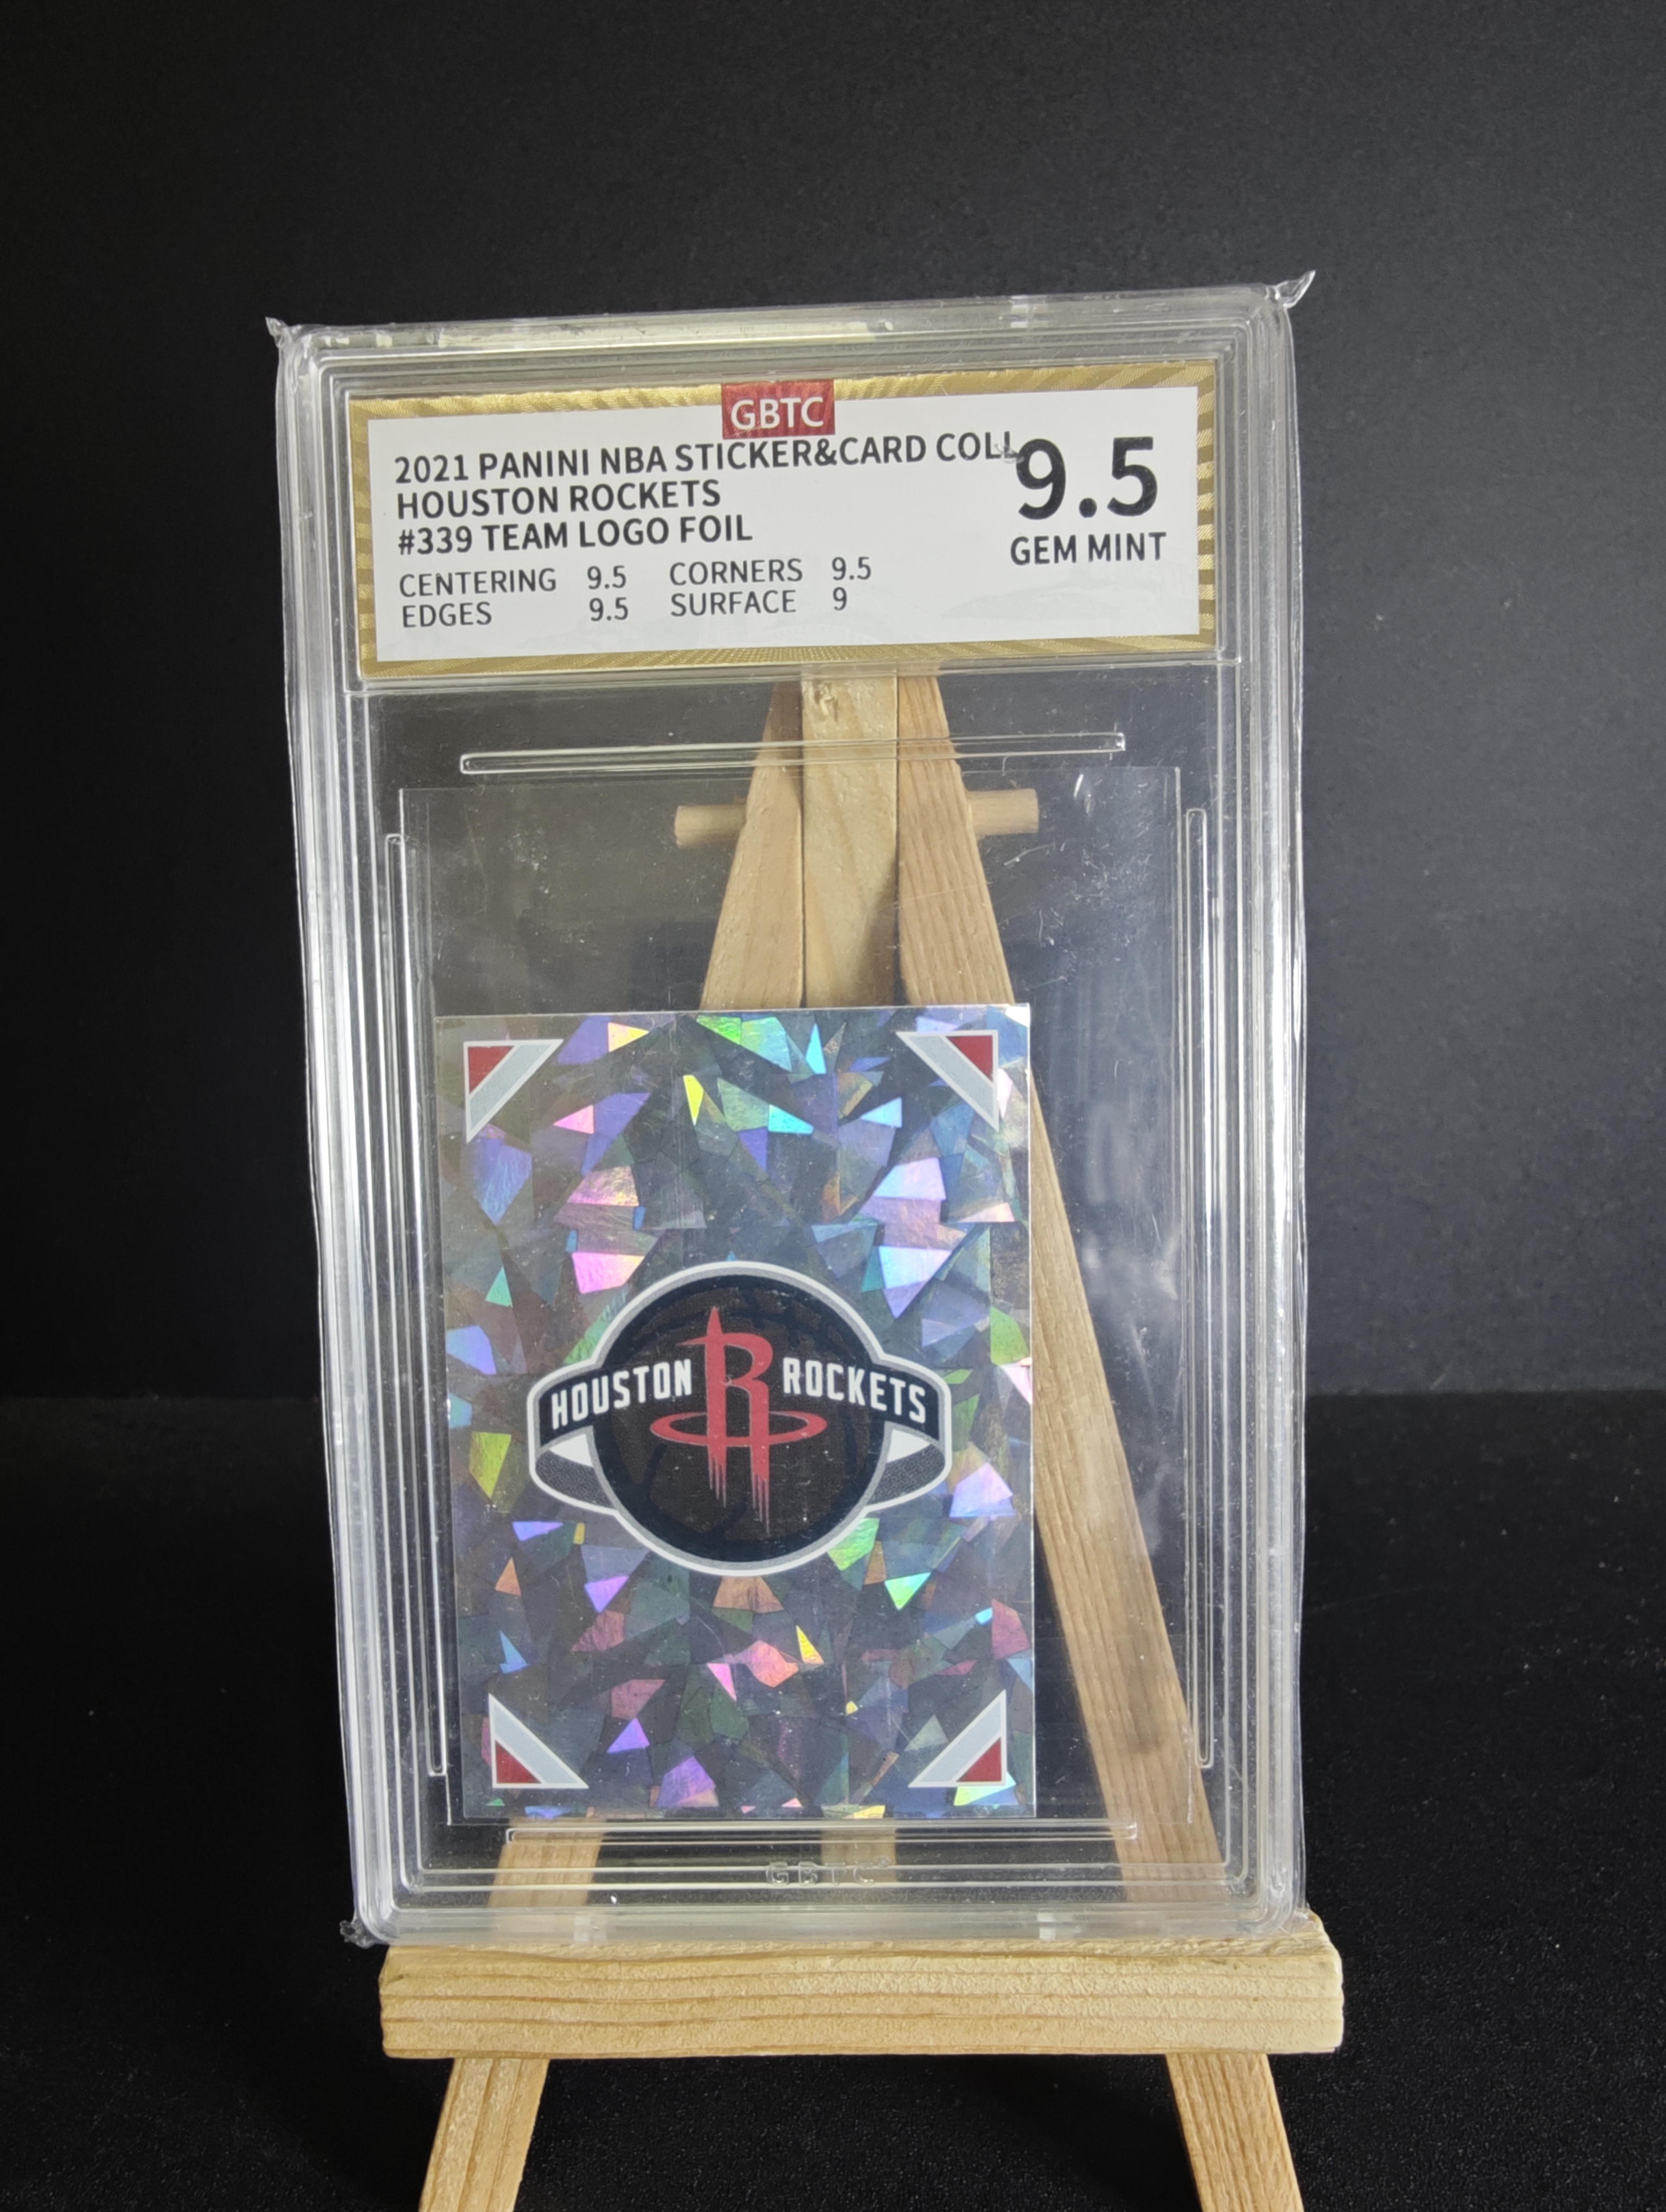 GBTC
2021 PANINI NBA STICKER&CARD COLL
HOUSTON ROCKETS
#339 TEAM LOGO FOIL
CENTERING 9.5 CORNERS 9.5
EDGES 9.5 SURFACE 9
9.5
GEM MINT
HOUSTON R ROCKETS
GBTC